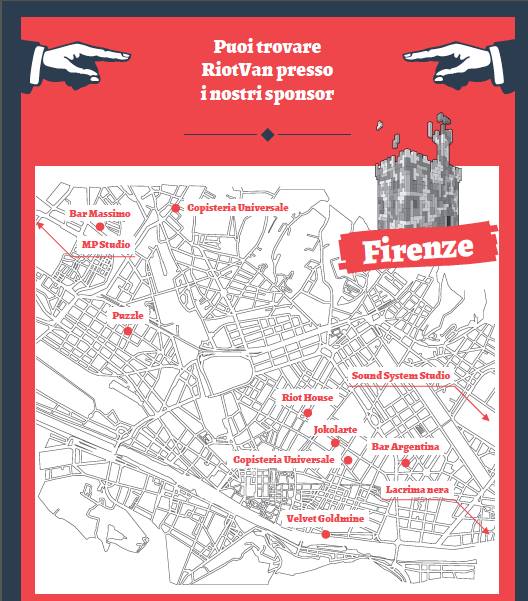 Puoi trovare
RiotVan presso
i nostri sponsor
Firenze
Copisteria Universale
Bar Massimo
MP Studio
Puzzle
Sound System Studio
Riot House
Jokolarte
Bar Argentina
Copisteria Universale
Lacrima nera
Velvet Goldmine